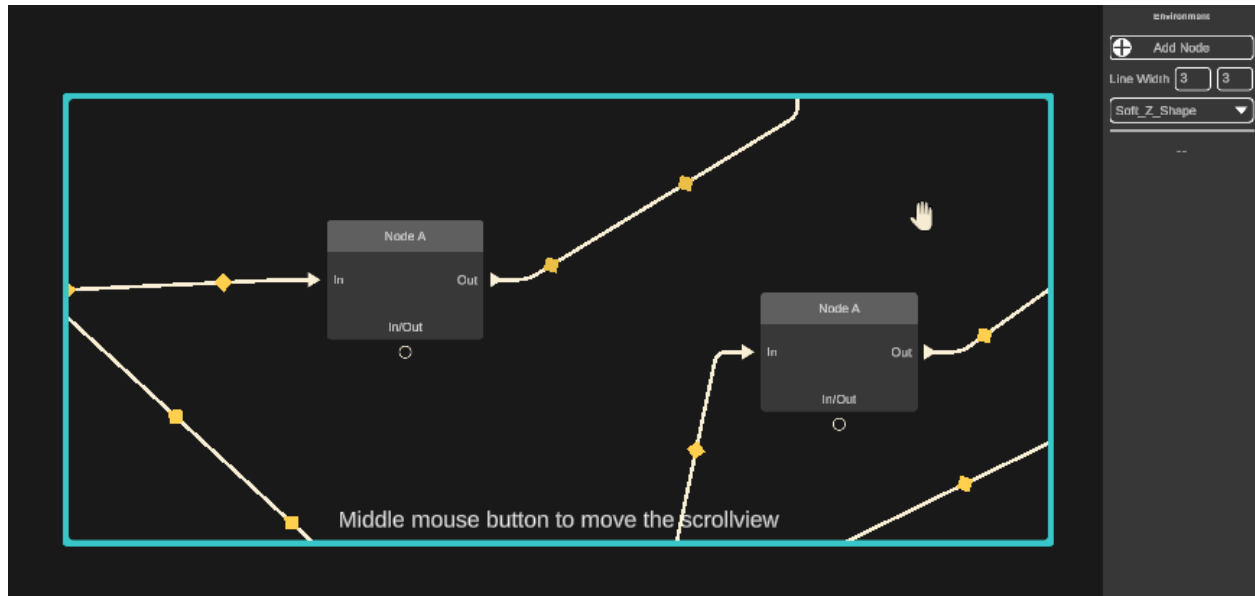 Environment
Add Node
Line Width 3 3
Soft_Z_Shape
--
Node A
In Out
In/Out
Node A
In Out
In/Out
Middle mouse button to move the scrollview